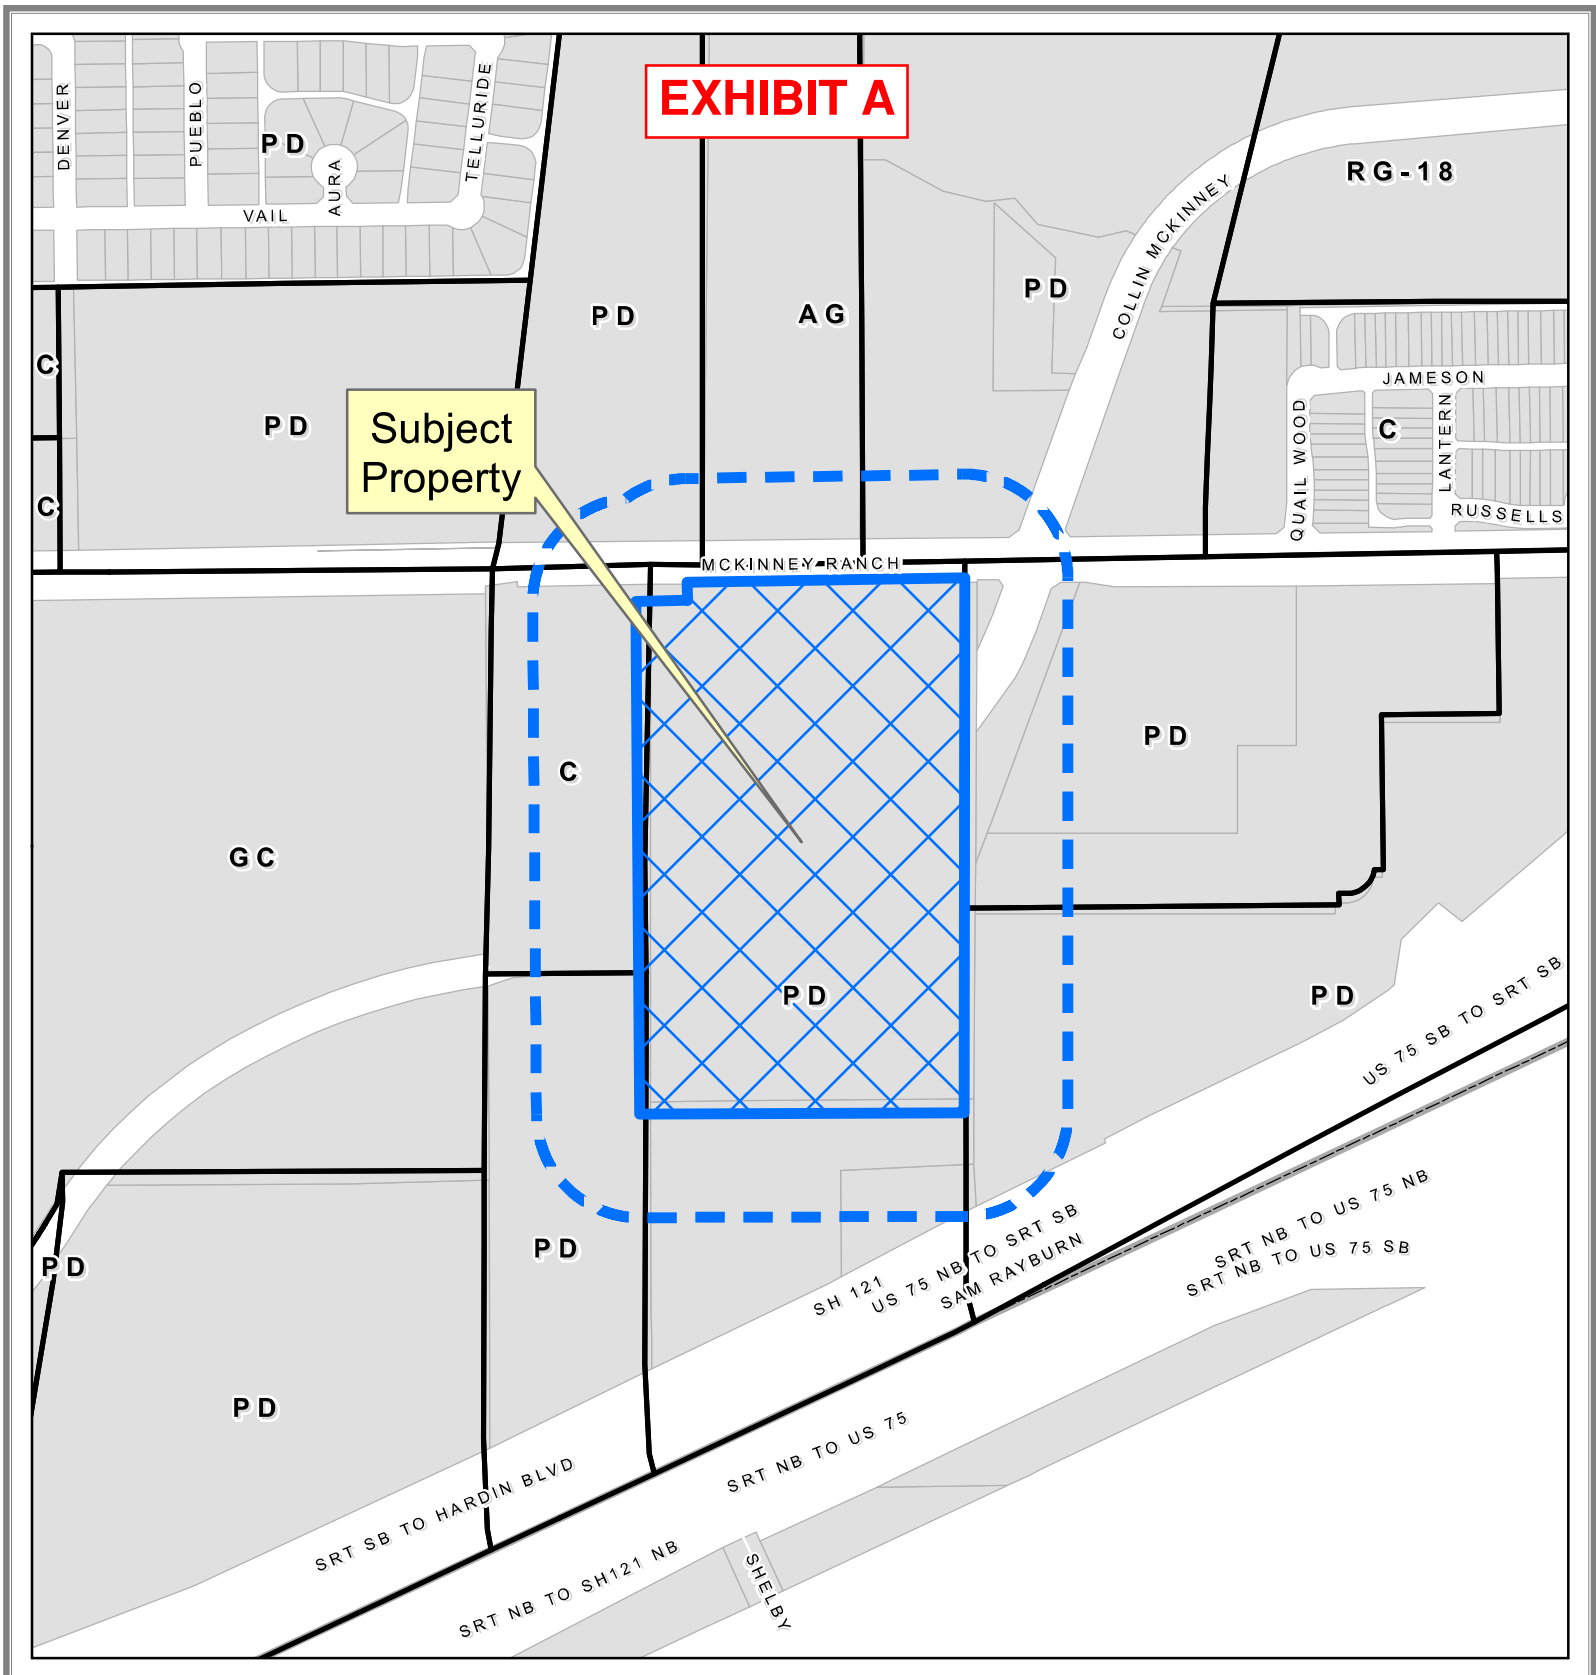 EXHIBIT A
DENVER
PUEBLO
PD
AURA
TELLURIDE
VAIL
RG-18
COLLIN MCKINNEY
PD
AG
PD
C
PD
Subject
Property
JAMESON
QUAIL WOOD
C
LANTERN
C
RUSSELLS
MCKINNEY RANCH
PD
C
GC
PD
PD
US 75 SB TO SRT SB
PD
PD
SRT NB TO US 75 NB
SRT NB TO US 75 SB
US 75 NB TO SRT SB
SAM RAYBURN
SH 121
PD
SRT NB TO US 75
SRT SB TO HARDIN BLVD
SRT NB TO SH121 NB
SHELBY